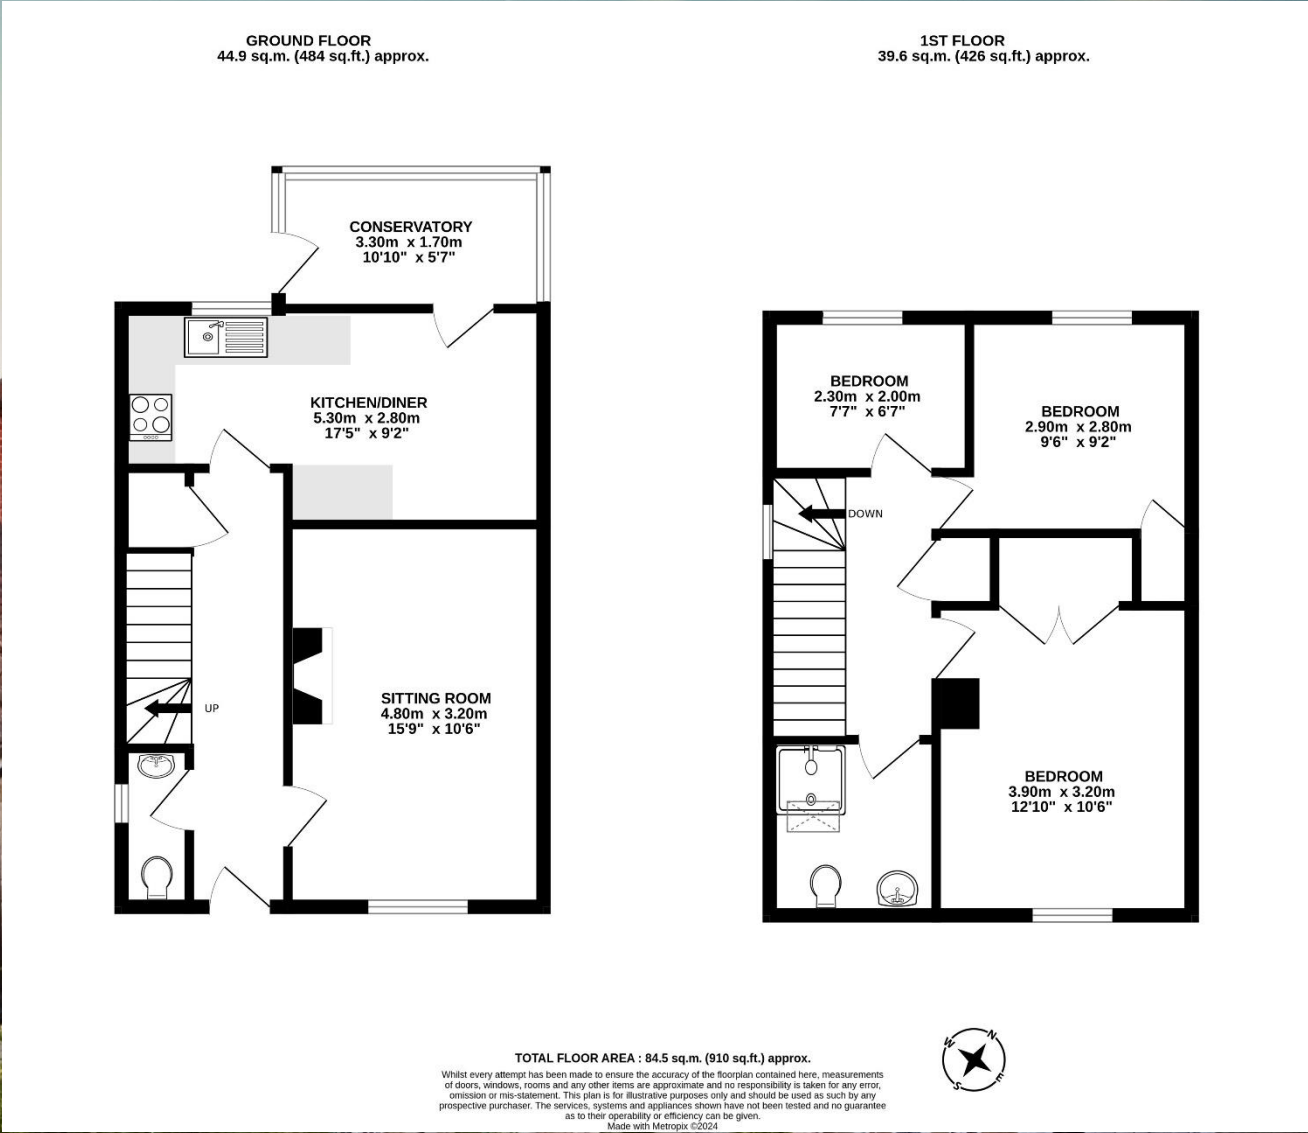 GROUND FLOOR
44.9 sq.m. (484 sq.ft.) approx.
1ST FLOOR
39.6 sq.m. (426 sq.ft.) approx.
CONSERVATORY
3.30m x 1.70m
10'10" x 5'7"
KITCHEN/DINER
5.30m x 2.80m
17'5" x 9'2"
UP
SITTING ROOM
4.80m x 3.20m
15'9" x 10'6"
BEDROOM
2.30m x 2.00m
7'7" x 6'7"
BEDROOM
2.90m x 2.80m
9'6" x 9'2"
DOWN
BEDROOM
3.90m x 3.20m
12'10" x 10'6"
N
W
E
S
TOTAL FLOOR AREA : 84.5 sq.m. (910 sq.ft.) approx.
Whilst every attempt has been made to ensure the accuracy of the floorplan contained here, measurements
of doors, windows, rooms and any other items are approximate and no responsibility is taken for any error,
omission or mis-statement. This plan is for illustrative purposes only and should be used as such by any
prospective purchaser. The services, systems and appliances shown have not been tested and no guarantee
as to their operability or efficiency can be given.
Made with Metropix ©2024